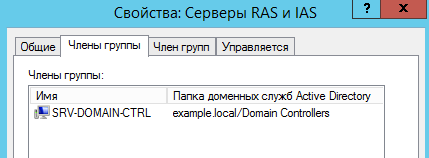 Свойства: Серверы RAS и IAS
?
Общие Члены группы Член групп Управляется
Члены группы:
Имя Папка доменных служб Active Directory
SRV-DOMAIN-CTRL example.local/Domain Controllers